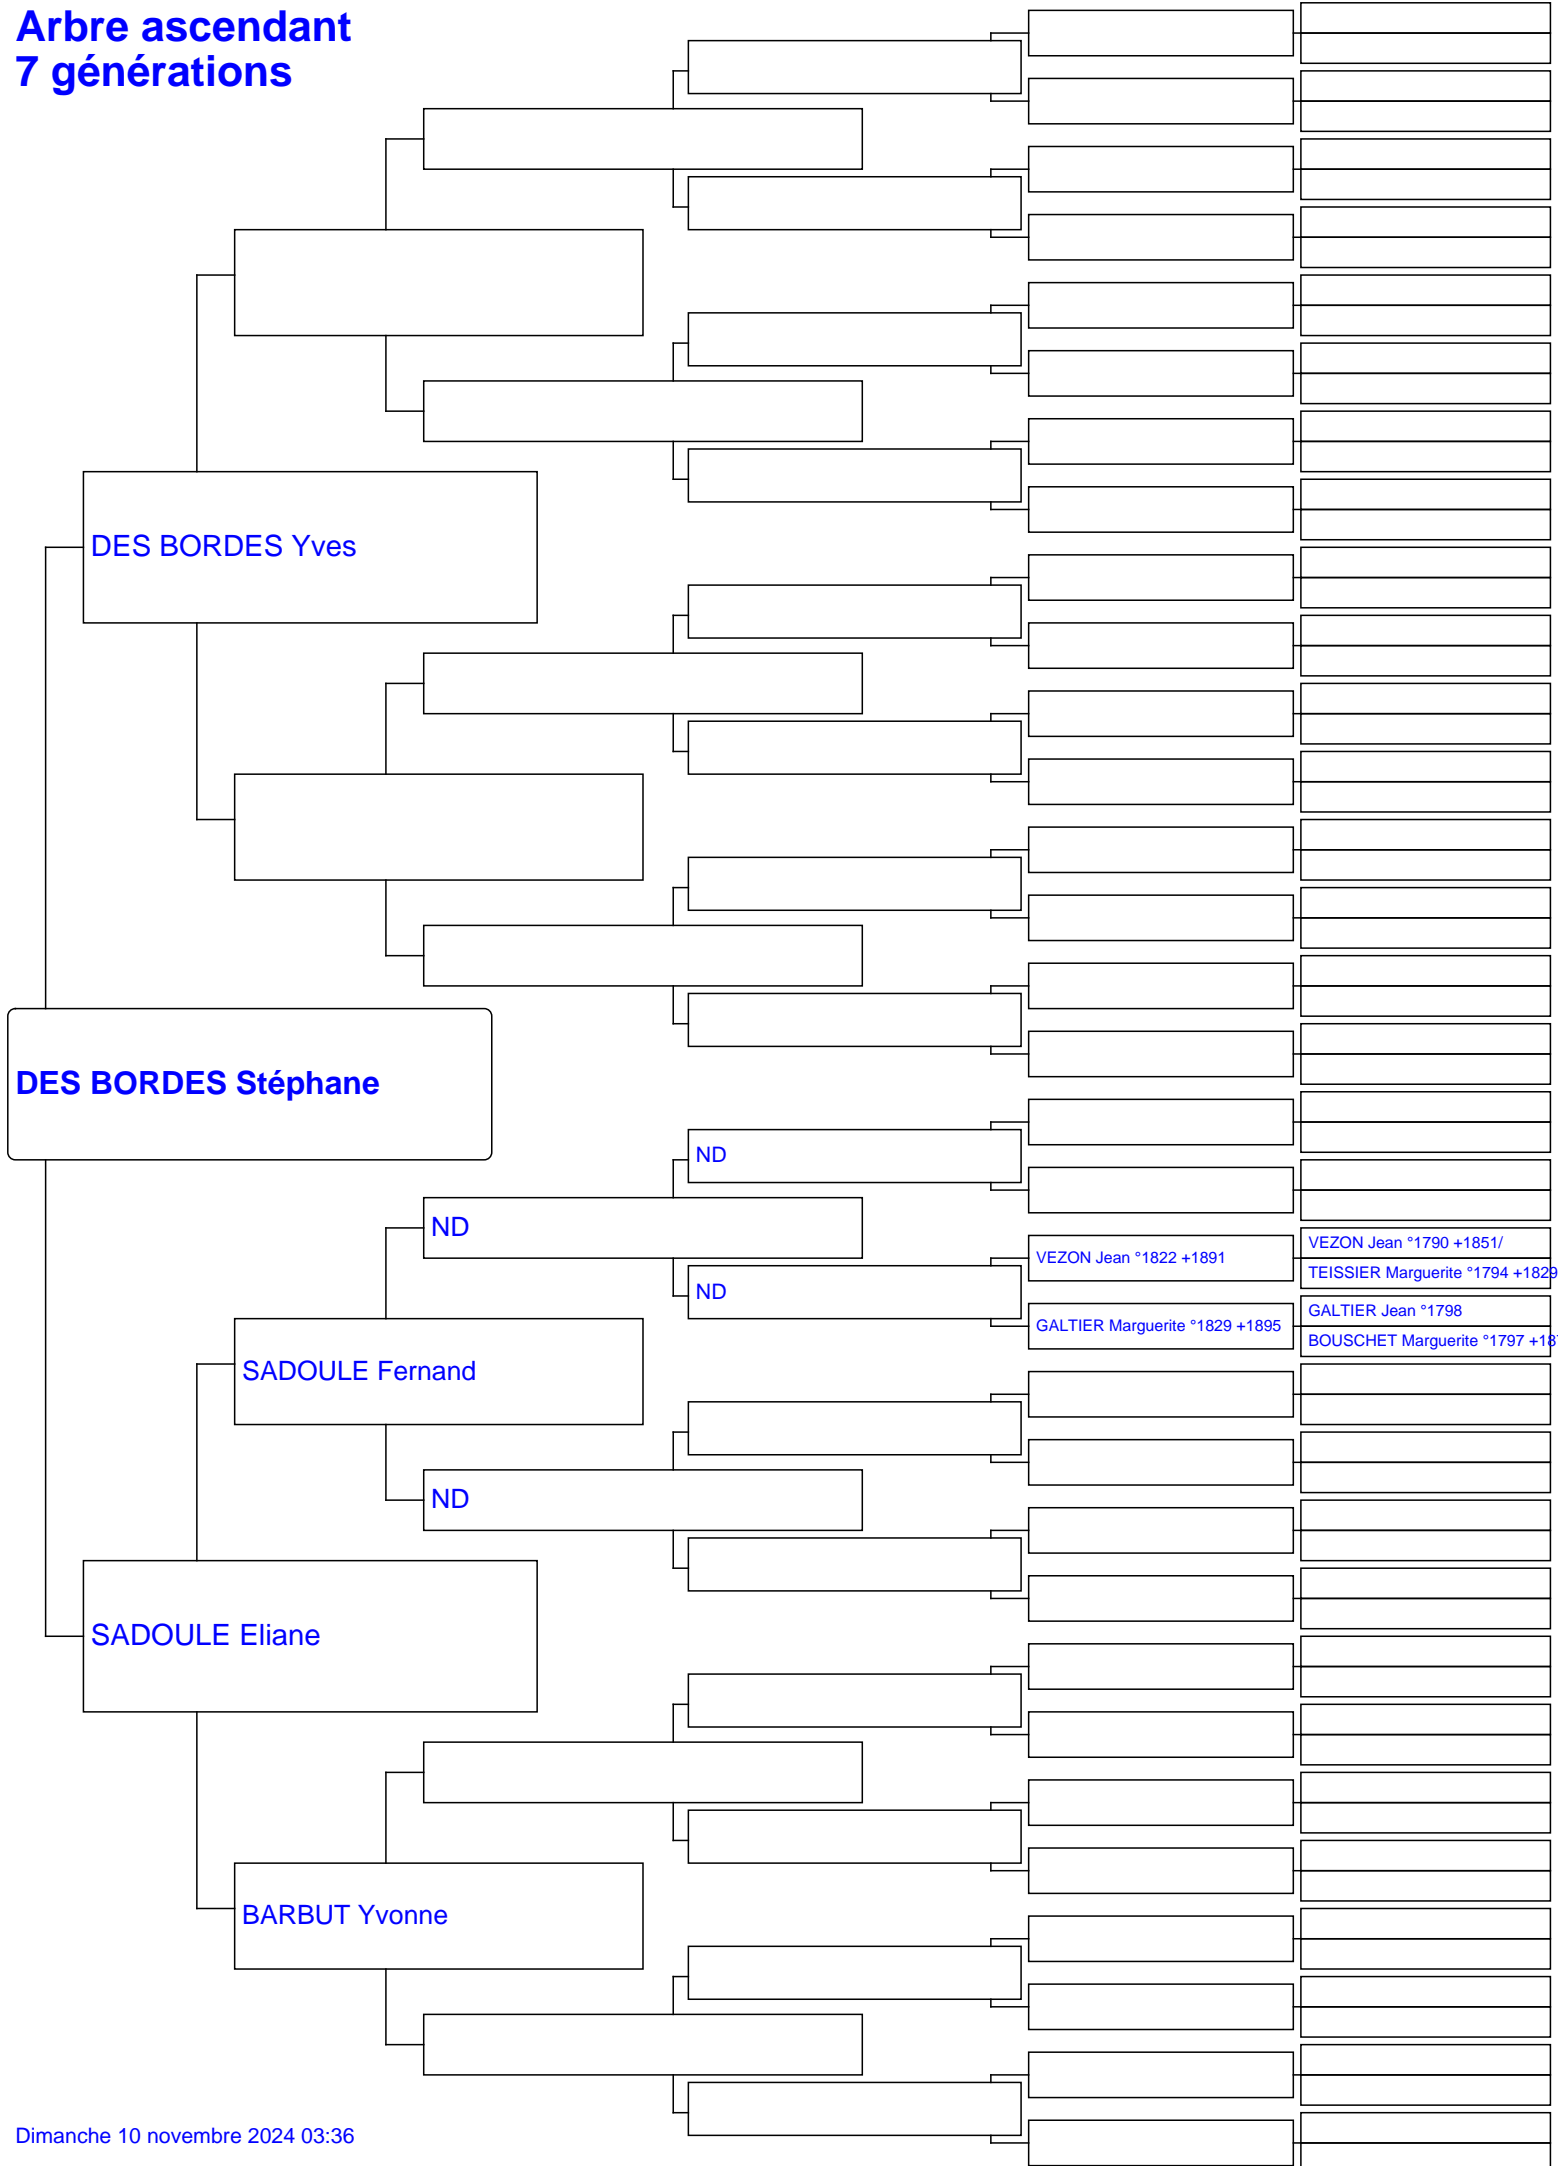 Arbre ascendant
7 générations
DES BORDES Yves
DES BORDES Stéphane
ND
ND
VEZON Jean °1790 +1851/
VEZON Jean °1822 +1891
TEISSIER Marguerite °1794 +1829
ND
GALTIER Jean °1798
GALTIER Marguerite °1829 +1895
BOUSCHET Marguerite °1797
SADOULE Fernand
ND
SADOULE Eliane
BARBUT Yvonne
Dimanche 10 novembre 2024 03:36